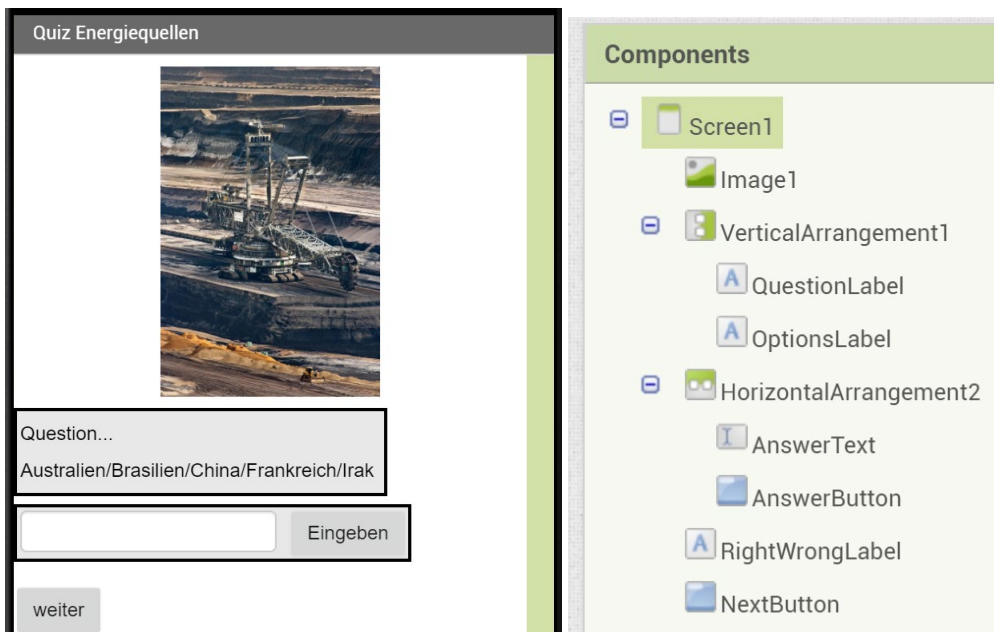 Quiz Energiequellen
Question...
Australien/Brasilien/China/Frankreich/Irak
Eingeben
weiter
Components
Screen1
Image1
VerticalArrangement1
A QuestionLabel
A OptionsLabel
HorizontalArrangement2
AnswerText
AnswerButton
A RightWrongLabel
NextButton